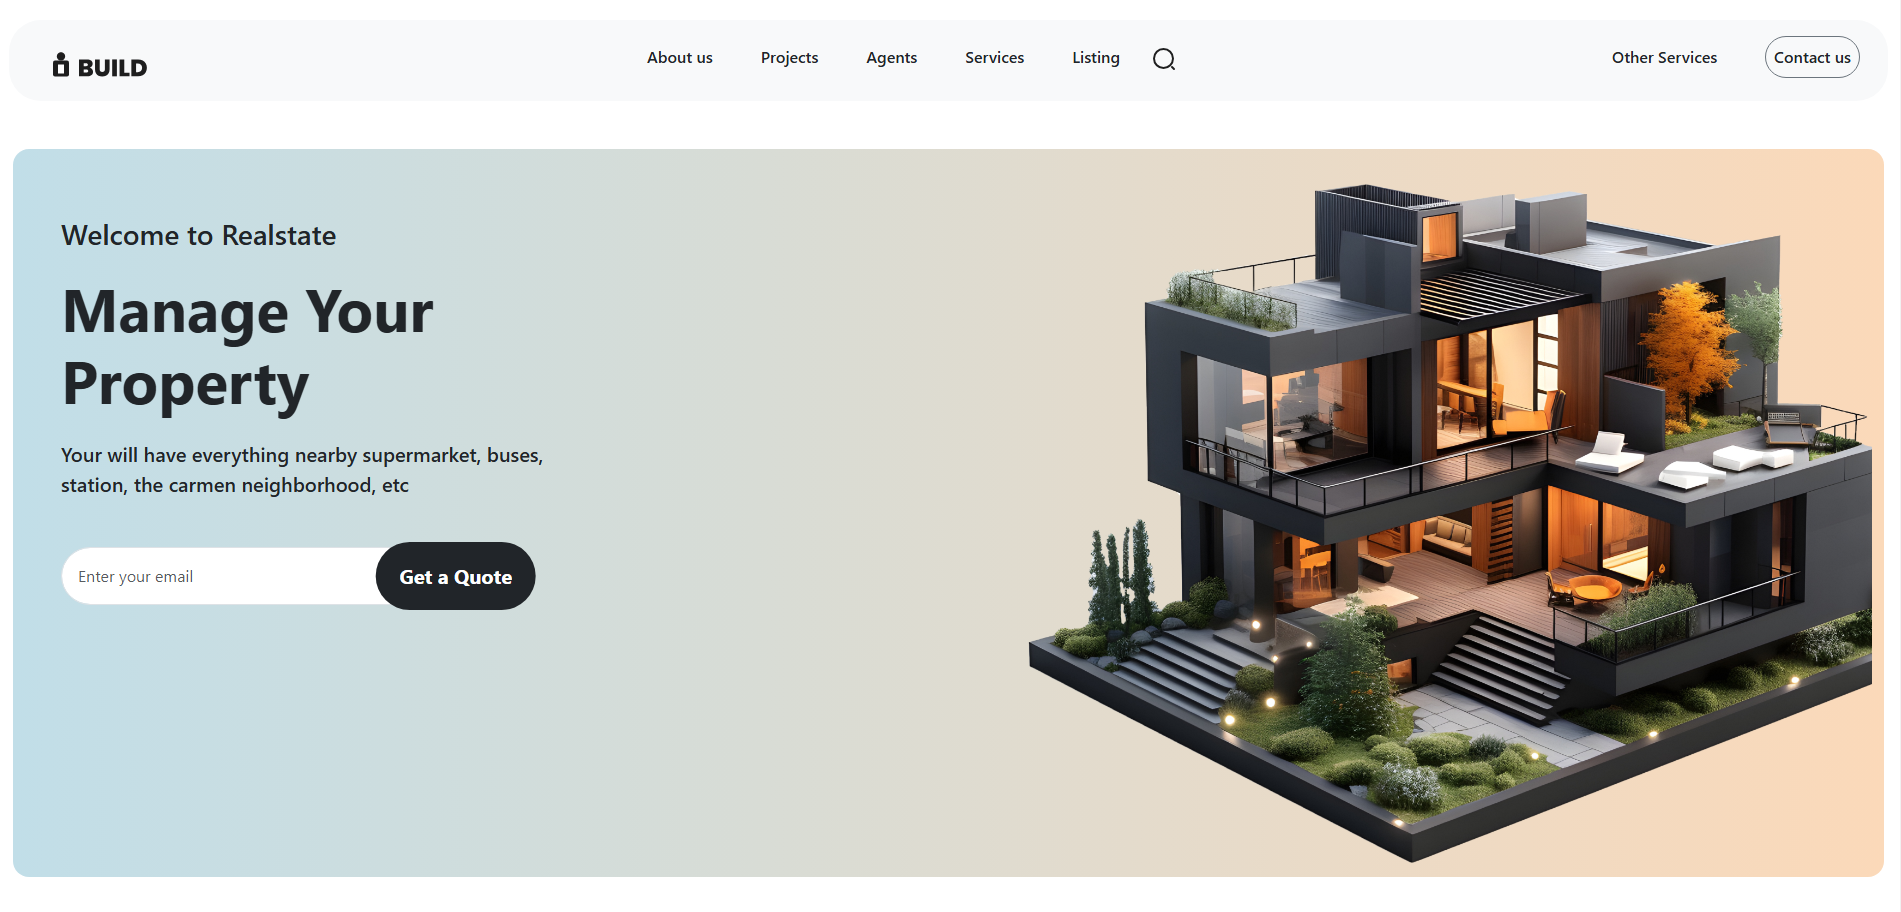 BUILD
About us
Projects
Agents
Services
Listing
Other Services
Contact us
Welcome to Realstate
Manage Your
Property
Your will have everything nearby supermarket, buses,
station, the carmen neighborhood, etc
Enter your email
Get a Quote